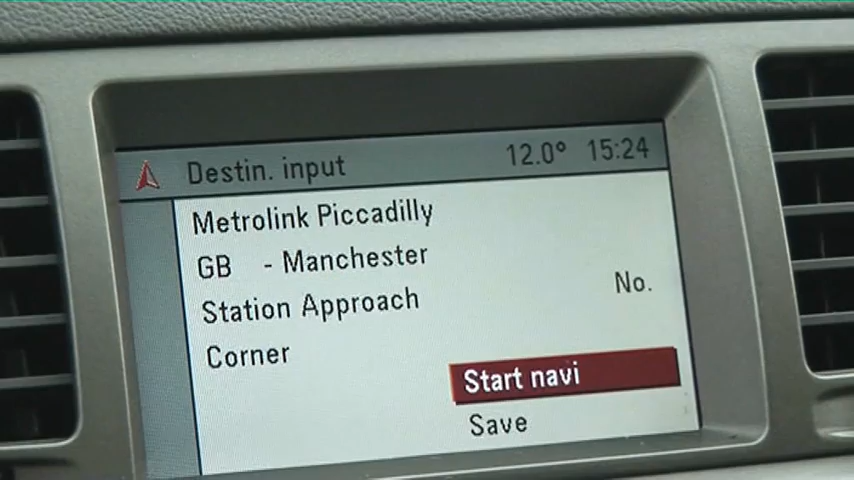 Destin. input 12.0° 15:24
Metrolink Piccadilly
GB - Manchester
Station Approach No.
Corner
Start navi
Save